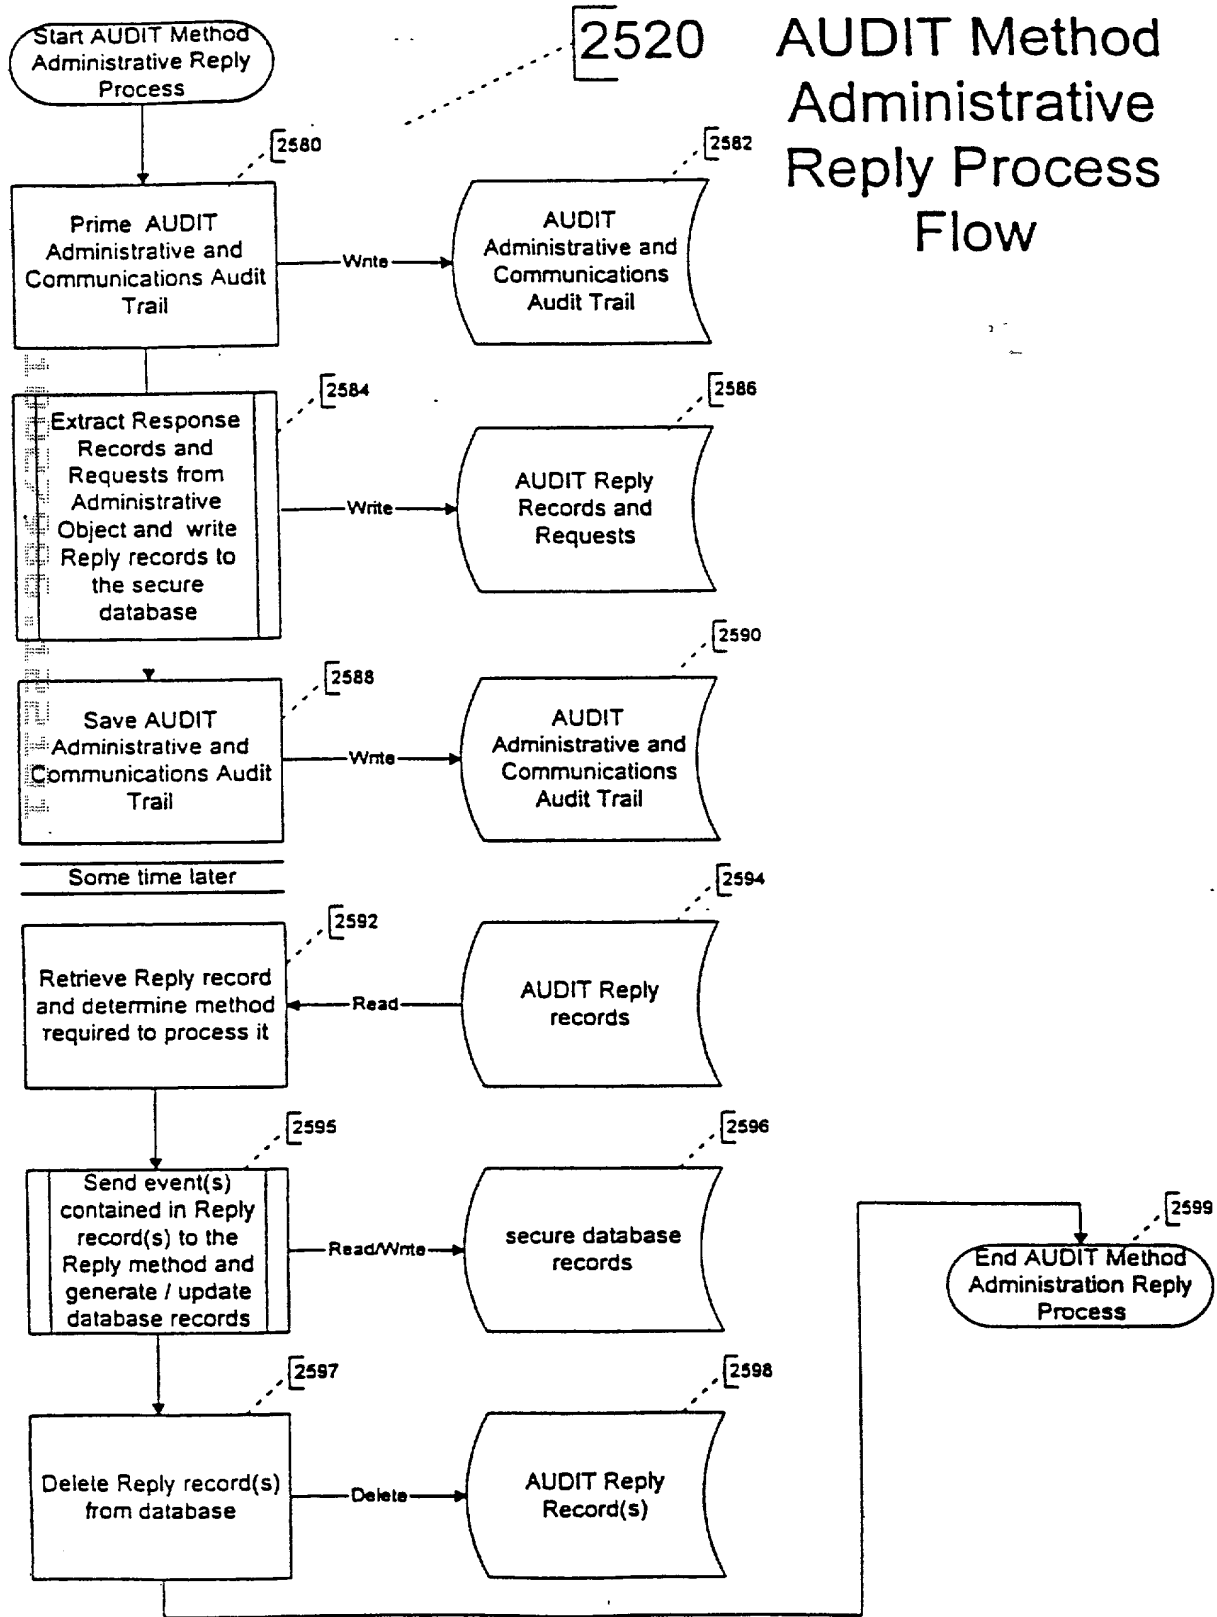 Start AUDIT Method
Administrative Reply
Process
2520
AUDIT Method
Administrative
Reply Process
Flow
2580
Prime AUDIT
Administrative and
Communications Audit
Trail
Write
2582
AUDIT
Administrative and
Communications
Audit Trail
2584
Extract Response
Records and
Requests from
Administrative
Object and write
Reply records to
the secure
database
Write
2586
AUDIT Reply
Records and
Requests
2588
Save AUDIT
Administrative and
Communications Audit
Trail
Write
2590
AUDIT
Administrative and
Communications
Audit Trail
Some time later
2592
Retrieve Reply record
and determine method
required to process it
Read
2594
AUDIT Reply
records
2595
Send event(s)
contained in Reply
record(s) to the
Reply method and
generate / update
database records
Read/Write
2596
secure database
records
2597
Delete Reply record(s)
from database
Delete
2598
AUDIT Reply
Record(s)
2599
End AUDIT Method
Administration Reply
Process